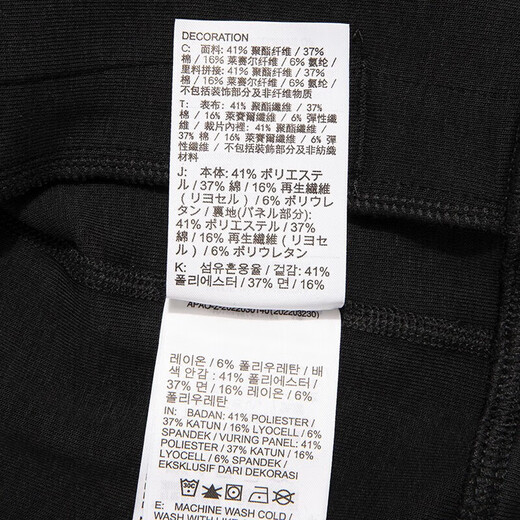 DECORATION
C: 面料: 41% 聚酯纤维 / 37%
棉 / 16% 莱赛尔纤维 / 6% 氨纶 /
里料拼接: 41% 聚酯纤维 / 37%
棉 / 16% 莱赛尔纤维 / 6% 氨纶 /
不包括装饰部分及非纤维物质
T: 表布: 41% 聚酯纖維 / 37%
棉 / 16% 萊賽爾纖維 / 6% 彈性纖
維 / 裁片內裡: 41% 聚酯纖維 /
37% 棉 / 16% 萊賽爾纖維 / 6% 彈
性纖維 / 不包括裝飾部分及非紡織
材料
J: 本体: 41% ポリエステ
ル / 37% 綿 / 16% 再生繊維
(リヨセル) / 6% ポリウレ
タン / 裏地(パネル部分):
41% ポリエステル / 37%
綿 / 16% 再生繊維 (リヨセ
ル) / 6% ポリウレタン
K: 섬유혼용율 / 겉감: 41%
폴리에스터 / 37% 면 / 16%
APAC-Z-2022030140(202203230)
레이온 / 6% 폴리우레탄 / 배
색 안감 : 41% 폴리에스터 /
37% 면 / 16% 레이온 / 6%
폴리우레탄
IN: BADAN: 41% POLIESTER /
37% KATUN / 16% LYOCELL / 6%
SPANDEK / VURING PANEL: 41%
POLIESTER / 37% KATUN / 16%
LYOCELL / 6% SPANDEK /
EKSKLUSIF DARI DEKORASI
30C
E: MACHINE WASH COLD /
WASH WITH LIKE